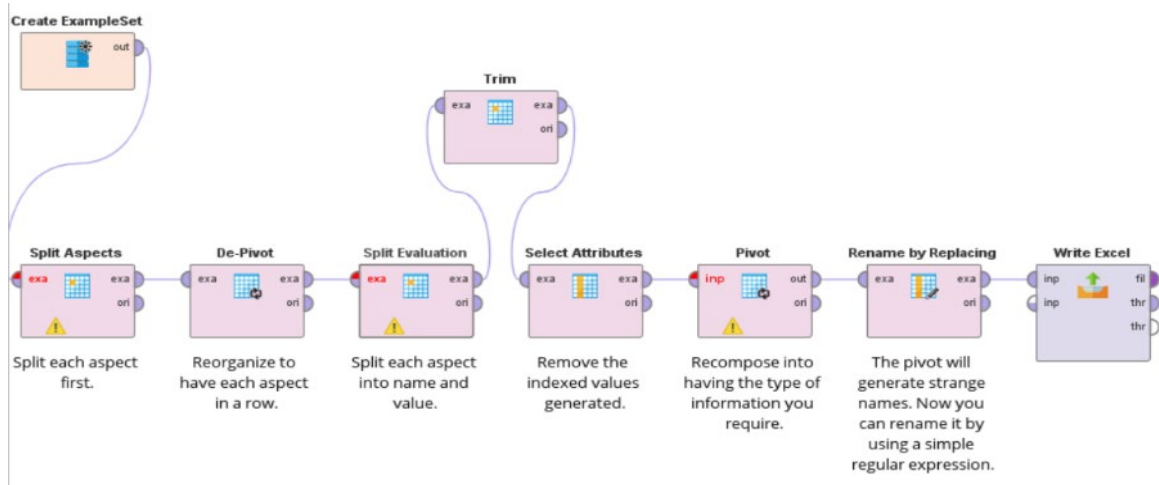 Create ExampleSet
out
Trim
exa exa
ori
Split Aspects
exa exa
ori
Split each aspect
first.
De-Pivot
exa exa
ori
Reorganize to
have each aspect
in a row.
Split Evaluation
exa exa
ori
Split each aspect
into name and
value.
Select Attributes
exa exa
ori
Remove the
indexed values
generated.
Pivot
inp out
ori
Recompose into
having the type of
information you
require.
Rename by Replacing
exa exa
ori
The pivot will
generate strange
names. Now you
can rename it by
using a simple
regular expression.
Write Excel
inp fil
inp thr
thr